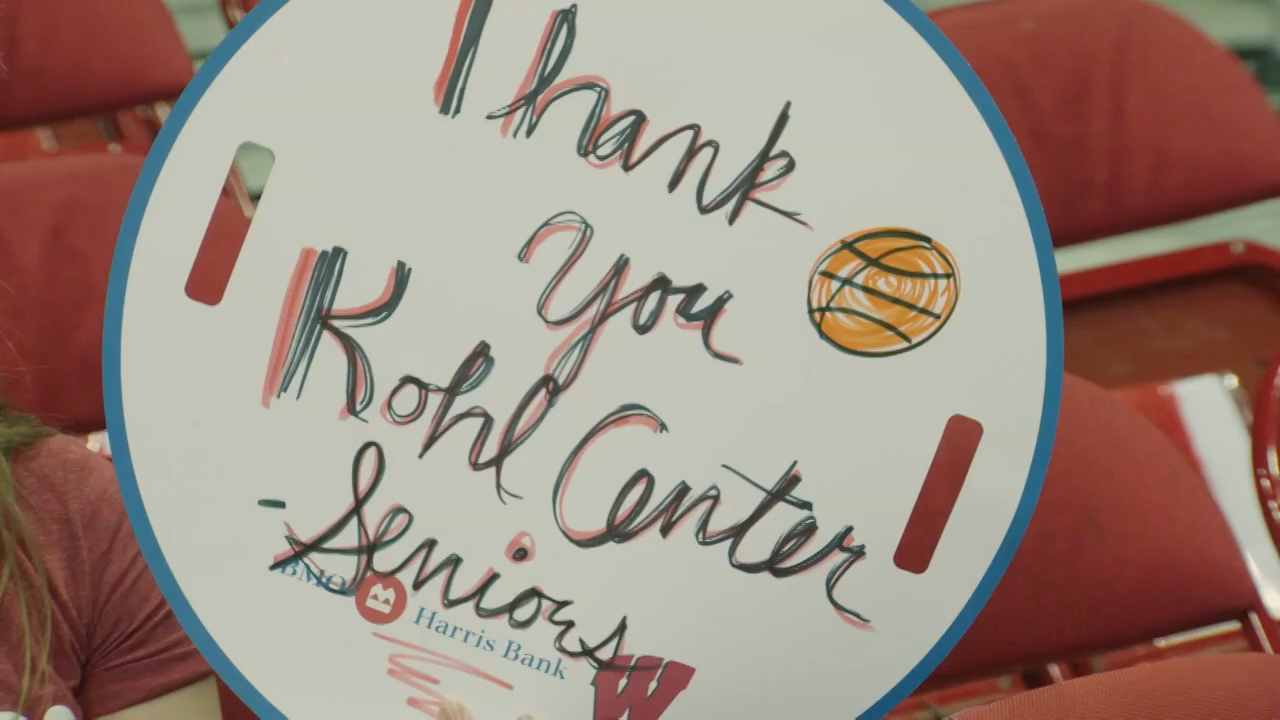 Thank
You
Kohl Center
- Seniors
BMO Harris Bank
W